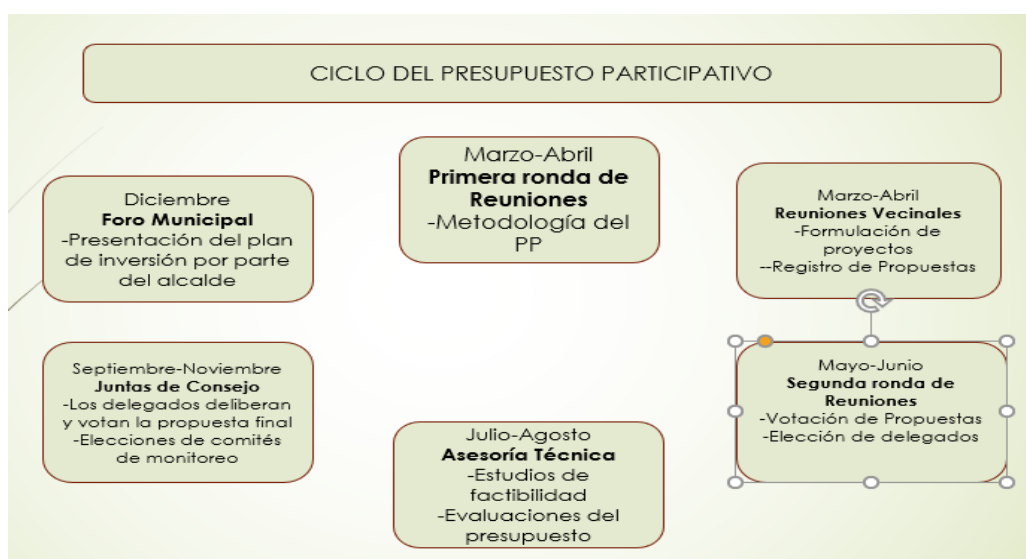 CICLO DEL PRESUPUESTO PARTICIPATIVO
Marzo-Abril
Primera ronda de
Reuniones
-Metodología del
PP
Marzo-Abril
Reuniones Vecinales
-Formulación de
proyectos
--Registro de Propuestas
Mayo-Junio
Segunda ronda de
Reuniones
-Votación de Propuestas
-Elección de delegados
Julio-Agosto
Asesoría Técnica
-Estudios de
factibilidad
-Evaluaciones del
presupuesto
Septiembre-Noviembre
Juntas de Consejo
-Los delegados deliberan
y votan la propuesta final
-Elecciones de comités
de monitoreo
Diciembre
Foro Municipal
-Presentación del plan
de inversión por parte
del alcalde